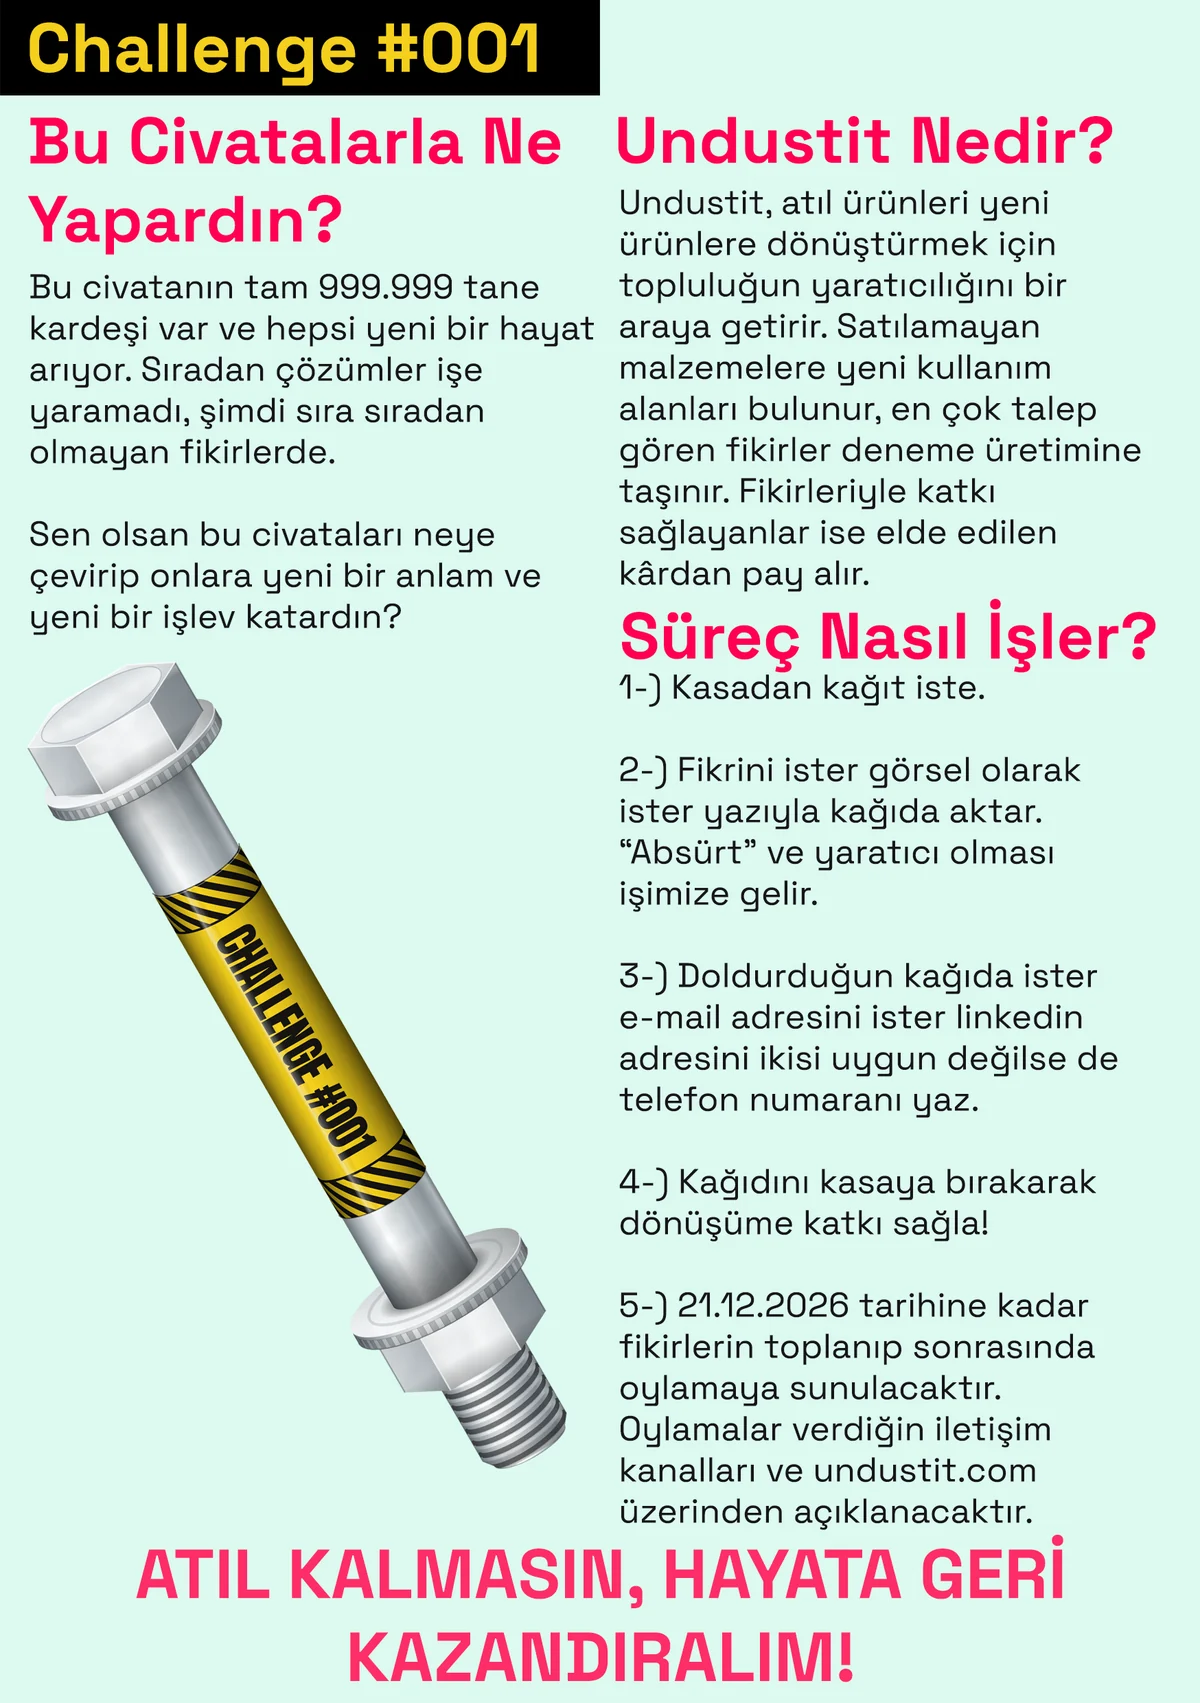 Challenge #001
Bu Civatalarla Ne
Yapardın?
Bu civatanın tam 999.999 tane
kardeşi var ve hepsi yeni bir hayat
arıyor. Sıradan çözümler işe
yaramadı, şimdi sıra sıradan
olmayan fikirlerde.
Sen olsan bu civataları neye
çevirip onlara yeni bir anlam ve
yeni bir işlev katardın?
CHALLENGE #001
Undustit Nedir?
Undustit, atıl ürünleri yeni
ürünlere dönüştürmek için
topluluğun yaratıcılığını bir
araya getirir. Satılamayan
malzemelere yeni kullanım
alanları bulunur, en çok talep
gören fikirler deneme üretimine
taşınır. Fikirleriyle katkı
sağlayanlar ise elde edilen
kârdan pay alır.
Süreç Nasıl İşler?
1-) Kasadan kağıt iste.
2-) Fikrini ister görsel olarak
ister yazıyla kağıda aktar.
“Absürt” ve yaratıcı olması
işimize gelir.
3-) Doldurduğun kağıda ister
e-mail adresini ister linkedin
adresini ikisi uygun değilse de
telefon numaranı yaz.
4-) Kağıdını kasaya bırakarak
dönüşüme katkı sağla!
5-) 21.12.2026 tarihine kadar
fikirlerin toplanıp sonrasında
oylamaya sunulacaktır.
Oylamalar verdiğin iletişim
kanalları ve undustit.com
üzerinden açıklanacaktır.
ATIL KALMASIN, HAYATA GERİ
KAZANDIRALIM!